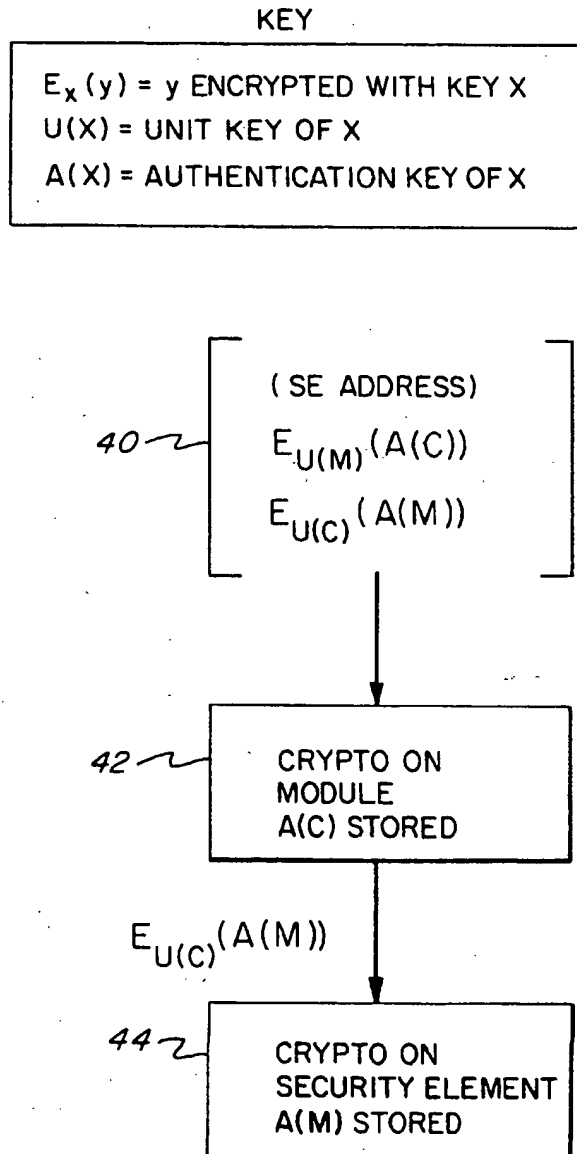 KEY
E_x(y) = y ENCRYPTED WITH KEY X
U(X) = UNIT KEY OF X
A(X) = AUTHENTICATION KEY OF X
(SE ADDRESS)
40
E_U(M)(A(C))
E_U(C)(A(M))
42
CRYPTO ON
MODULE
A(C) STORED
E_U(C)(A(M))
44
CRYPTO ON
SECURITY ELEMENT
A(M) STORED